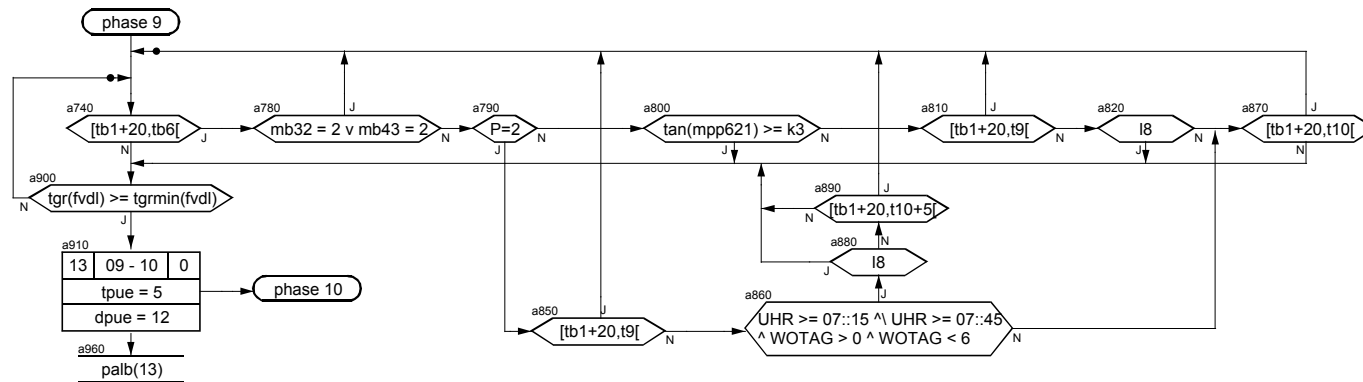 phase 9
a740
[tb1+20,tb6[
J
N
a780
mb32 = 2 v mb43 = 2
J
N
a790
P=2
N
J
a800
tan(mpp621) >= k3
N
J
a810
[tb1+20,t9[
J
N
a820
l8
N
J
a870
[tb1+20,t10[
J
N
a900
tgr(fvdl) >= tgrmin(fvdl)
N
J
a890
[tb1+20,t10+5[
J
N
a880
l8
N
J
a910
13 09 - 10 0
tpue = 5
dpue = 12
phase 10
a850
[tb1+20,t9[
J
N
a860
UHR >= 07::15 ^\ UHR >= 07::45
^ WOTAG > 0 ^ WOTAG < 6
J
N
a960
palb(13)